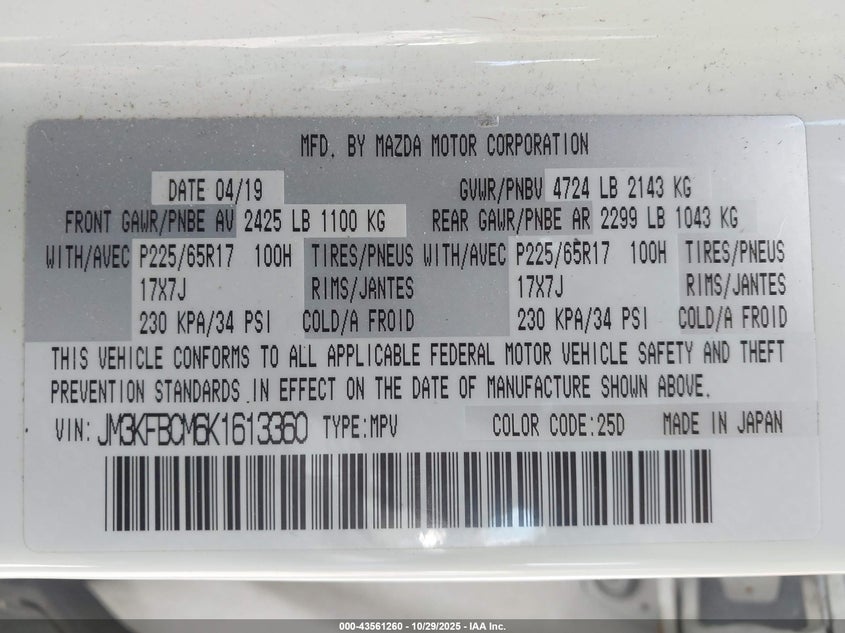 MFD. BY MAZDA MOTOR CORPORATION
DATE 04/19 GVWR/PNBV 4724 LB 2143 KG
FRONT GAWR/PNBE AV 2425 LB 1100 KG REAR GAWR/PNBE AR 2299 LB 1043 KG
WITH/AVEC P225/65R17 100H TIRES/PNEUS WITH/AVEC P225/65R17 100H TIRES/PNEUS
17X7J RIMS/JANTES 17X7J RIMS/JANTES
230 KPA/34 PSI COLD/A FROID 230 KPA/34 PSI COLD/A FROID
THIS VEHICLE CONFORMS TO ALL APPLICABLE FEDERAL MOTOR VEHICLE SAFETY AND THEFT
PREVENTION STANDARDS IN EFFECT ON THE DATE OF MANUFACTURE SHOWN ABOVE.
VIN: JM3KFBCM6K1613360 TYPE:MPV COLOR CODE:25D MADE IN JAPAN
000-43561260 - 10/29/2025 - IAA Inc.